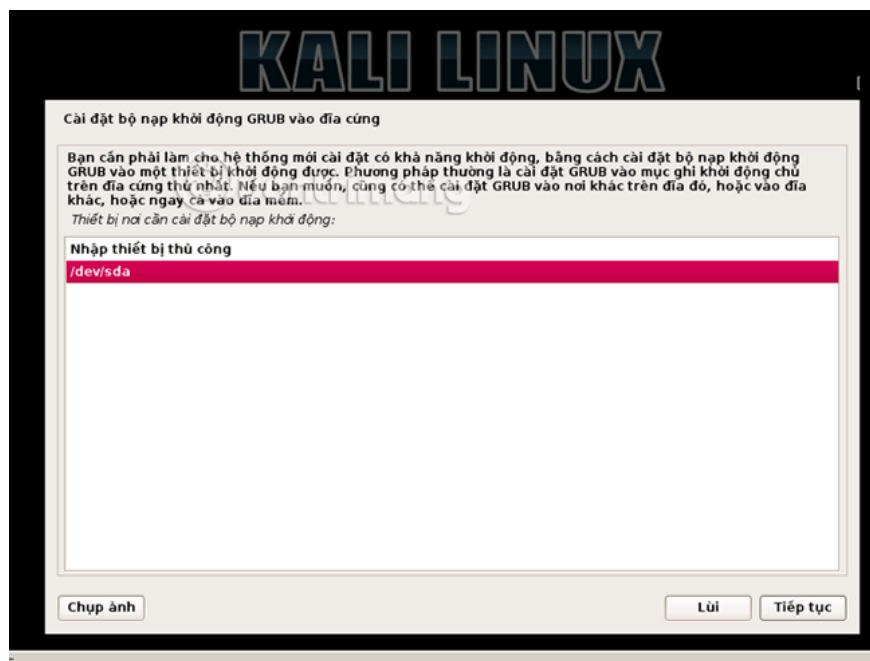 KALI LINUX
Cài đặt bộ nạp khởi động GRUB vào đĩa cứng
Bạn cần phải làm cho hệ thống mới cài đặt có khả năng khởi động, bằng cách cài đặt bộ nạp khởi động
GRUB vào một thiết bị khởi động được. Phương pháp thường là cài đặt GRUB vào mục ghi khởi động chủ
trên đĩa cứng thứ nhất. Nếu bạn muốn, cũng có thể cài đặt GRUB vào nơi khác trên đĩa đó, hoặc vào đĩa
khác, hoặc ngay cả vào đĩa mềm.
Thiết bị nơi cần cài đặt bộ nạp khởi động:
Nhập thiết bị thủ công
/dev/sda
Chụp ảnh
Lùi
Tiếp tục